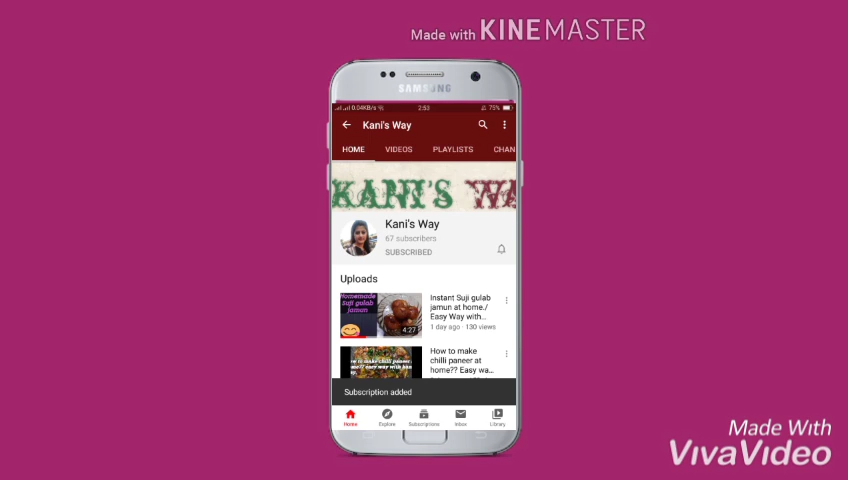 Made with KINEMASTER
SAMSUNG
0.04KB/s
2:53
75%
Kani's Way
HOME
VIDEOS
PLAYLISTS
CHAN
KANI'S WA
Kani's Way
67 subscribers
SUBSCRIBED
Uploads
Homemade
Suji gulab
jamun
4:27
Instant Suji gulab
jamun at home./
Easy Way with...
1 day ago · 130 views
How to make
chilli paneer at
home?? Easy wa...
Subscription added
Home
Explore
Subscriptions
Inbox
Library
Made With
VivaVideo